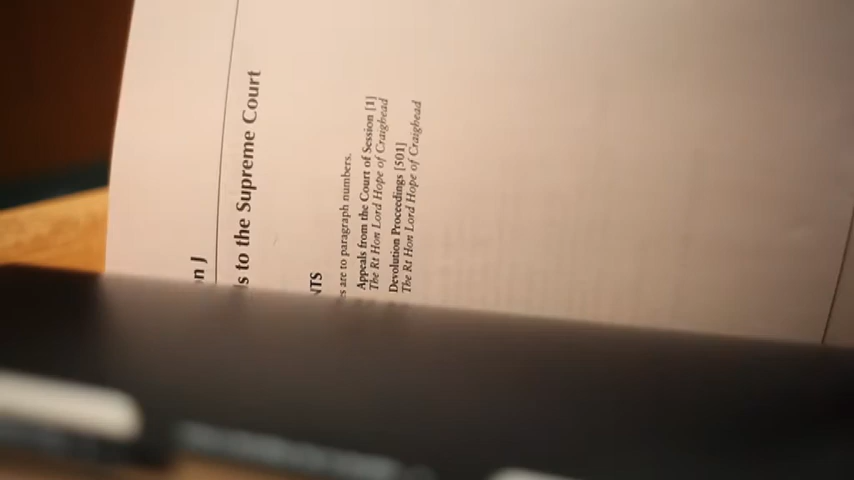 n J
ls to the Supreme Court
NTS
s are to paragraph numbers.
Appeals from the Court of Session [1]
The Rt Hon Lord Hope of Craighead
Devolution Proceedings [501]
The Rt Hon Lord Hope of Craighead